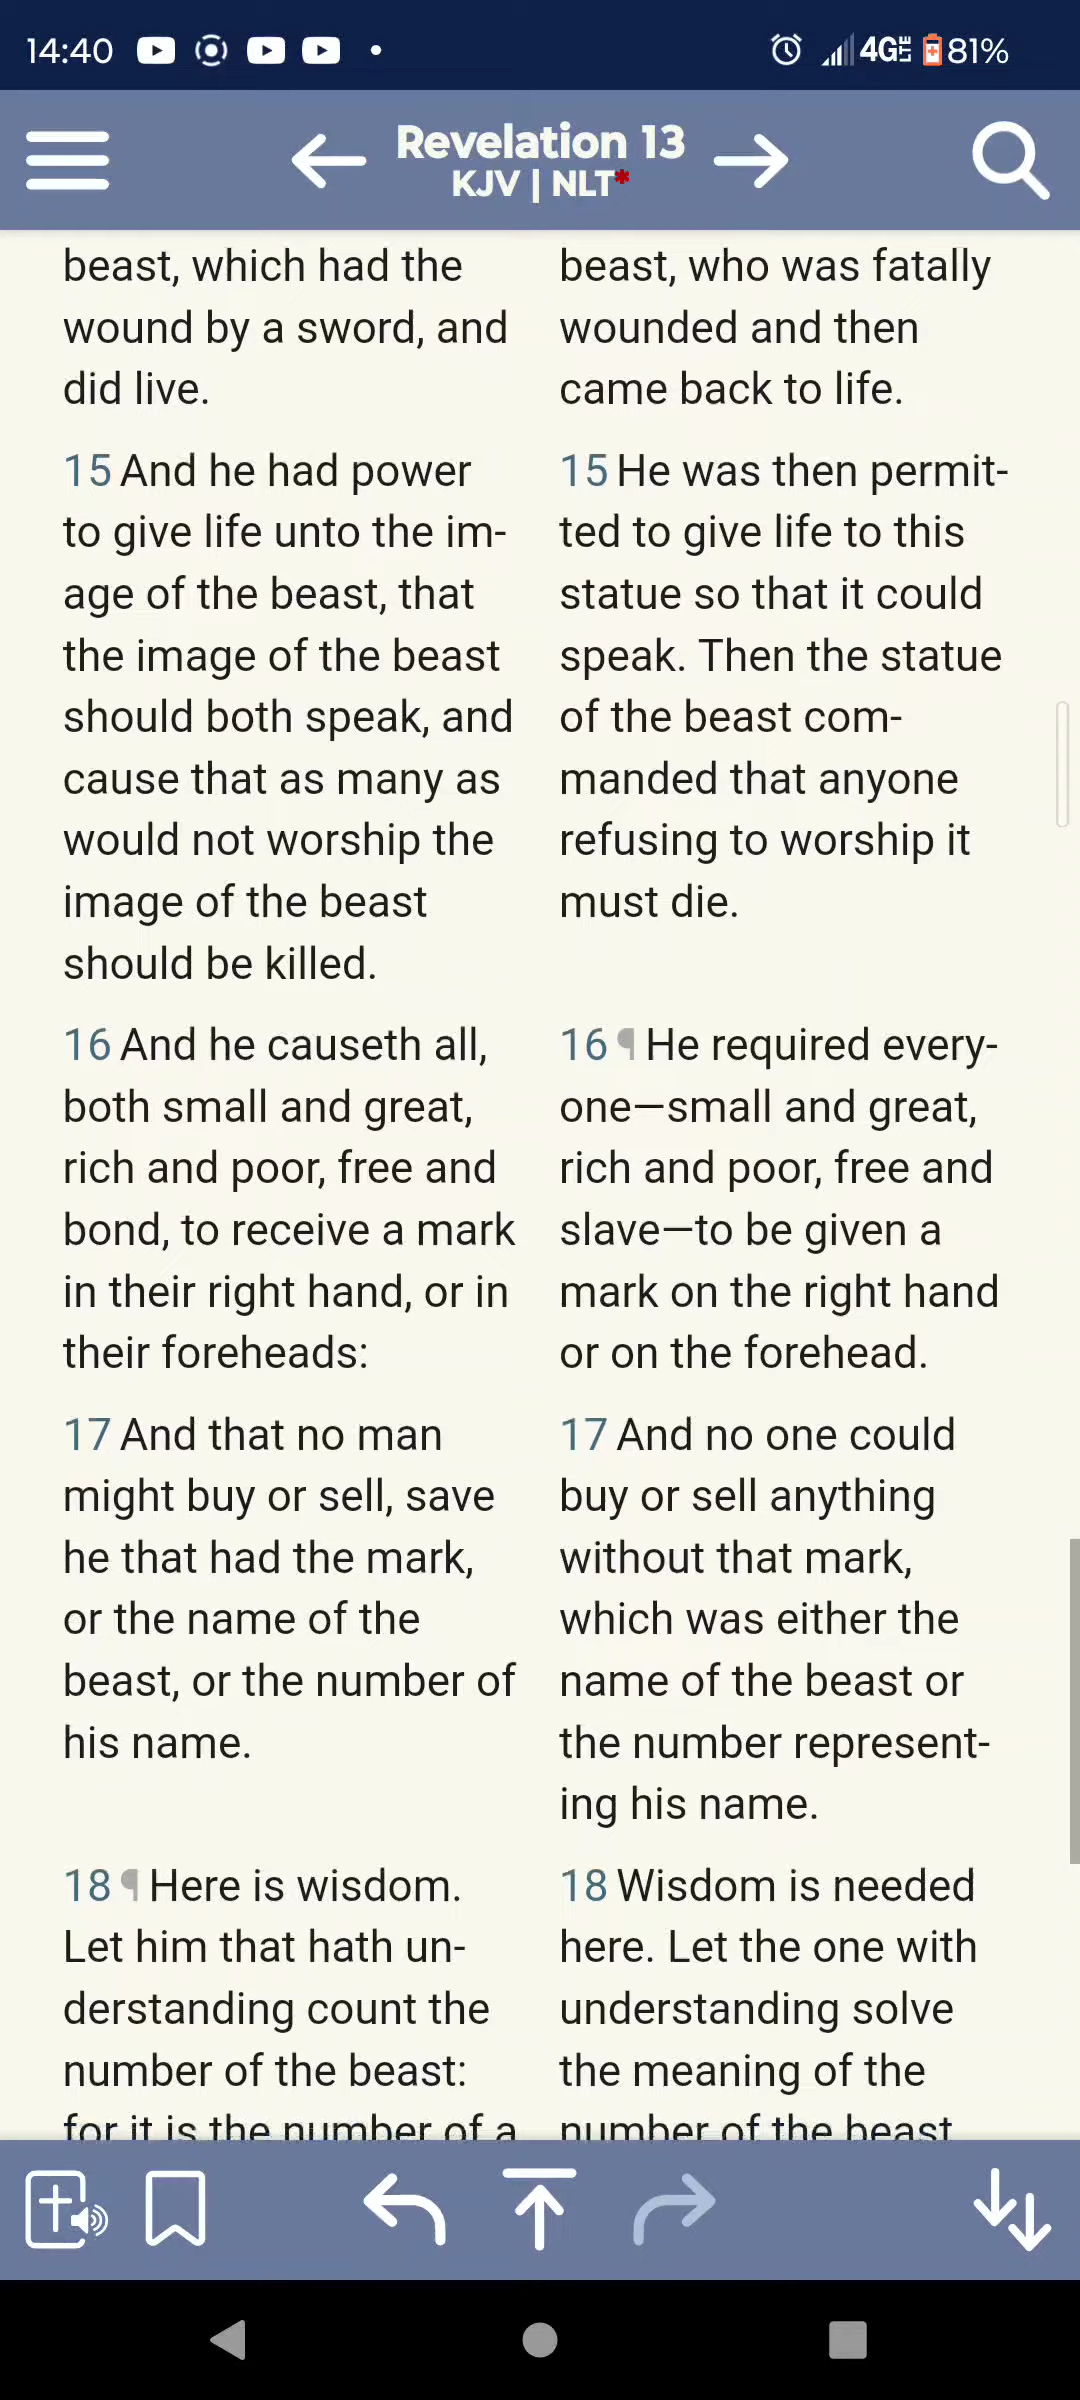 14:40
4G LTE 81%
Revelation 13
KJV | NLT*
beast, which had the
wound by a sword, and
did live.
15 And he had power
to give life unto the im-
age of the beast, that
the image of the beast
should both speak, and
cause that as many as
would not worship the
image of the beast
should be killed.
16 And he causeth all,
both small and great,
rich and poor, free and
bond, to receive a mark
in their right hand, or in
their foreheads:
17 And that no man
might buy or sell, save
he that had the mark,
or the name of the
beast, or the number of
his name.
18 ¶ Here is wisdom.
Let him that hath un-
derstanding count the
number of the beast:
for it is the number of a
beast, who was fatally
wounded and then
came back to life.
15 He was then permit-
ted to give life to this
statue so that it could
speak. Then the statue
of the beast com-
manded that anyone
refusing to worship it
must die.
16 ¶ He required every-
one—small and great,
rich and poor, free and
slave—to be given a
mark on the right hand
or on the forehead.
17 And no one could
buy or sell anything
without that mark,
which was either the
name of the beast or
the number represent-
ing his name.
18 Wisdom is needed
here. Let the one with
understanding solve
the meaning of the
number of the beast